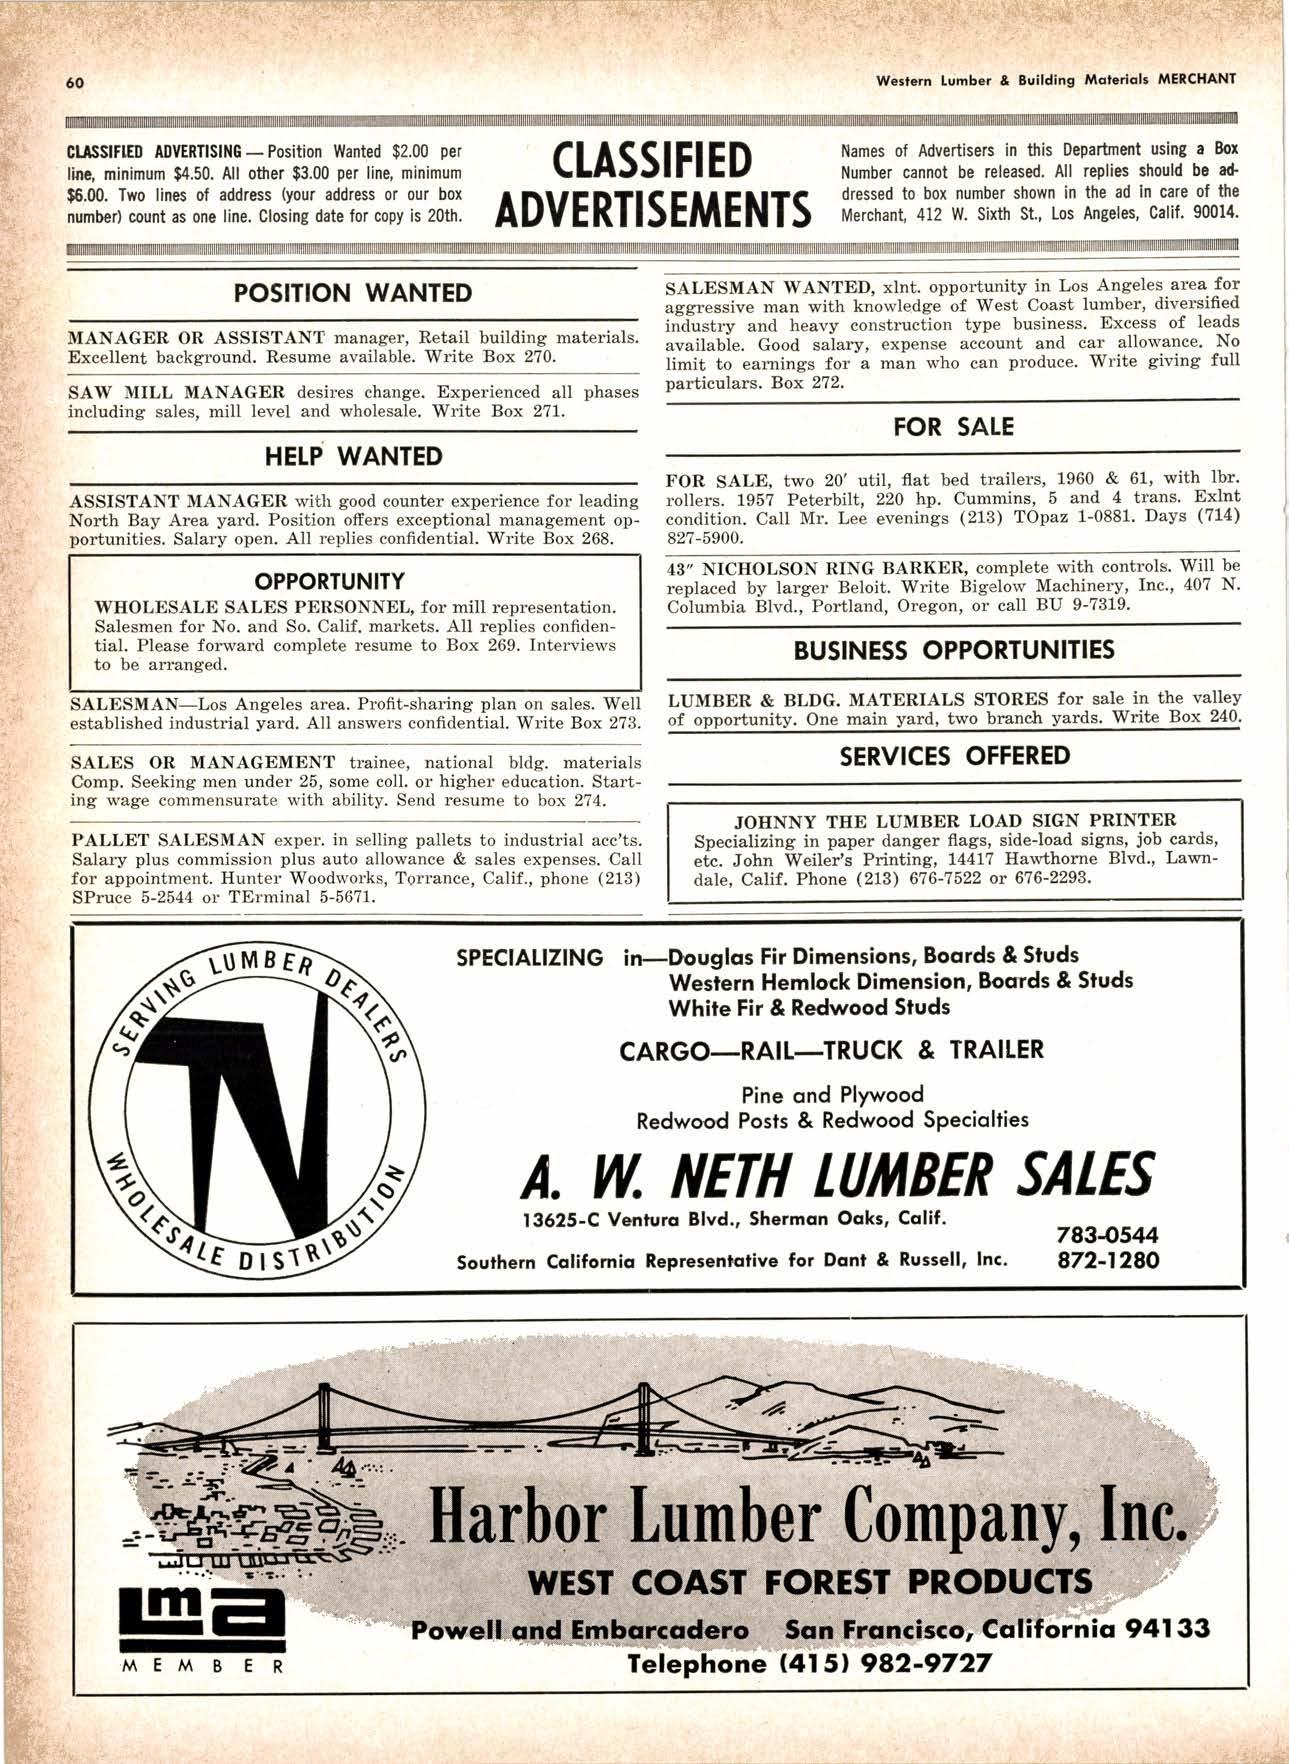 60
Western Lumber & Building Materials MERCHANT
CLASSIFIED ADVERTISING — Position Wanted $2.00 per
line, minimum $4.50. All other $3.00 per line, minimum
$6.00. Two lines of address (your address or our box
number) count as one line. Closing date for copy is 20th.
CLASSIFIED
ADVERTISEMENTS
Names of Advertisers in this Department using a Box
Number cannot be released. All replies should be ad-
dressed to box number shown in the ad in care of the
Merchant, 412 W. Sixth St., Los Angeles, Calif. 90014.
POSITION WANTED
MANAGER OR ASSISTANT manager, Retail building materials.
Excellent background. Resume available. Write Box 270.
SAW MILL MANAGER desires change. Experienced all phases
including sales, mill level and wholesale. Write Box 271.
HELP WANTED
ASSISTANT MANAGER with good counter experience for leading
North Bay Area yard. Position offers exceptional management op-
portunities. Salary open. All replies confidential. Write Box 268.
OPPORTUNITY
WHOLESALE SALES PERSONNEL, for mill representation.
Salesmen for No. and So. Calif. markets. All replies confiden-
tial. Please forward complete resume to Box 269. Interviews
to be arranged.
SALESMAN—Los Angeles area. Profit-sharing plan on sales. Well
established industrial yard. All answers confidential. Write Box 273.
SALES OR MANAGEMENT trainee, national bldg. materials
Comp. Seeking men under 25, some coll. or higher education. Start-
ing wage commensurate with ability. Send resume to box 274.
PALLET SALESMAN exper. in selling pallets to industrial acc'ts.
Salary plus commission plus auto allowance & sales expenses. Call
for appointment. Hunter Woodworks, Torrance, Calif., phone (213)
SPruce 5-2544 or TErminal 5-5671.
SALESMAN WANTED, xlnt. opportunity in Los Angeles area for
aggressive man with knowledge of West Coast lumber, diversified
industry and heavy construction type business. Excess of leads
available. Good salary, expense account and car allowance. No
limit to earnings for a man who can produce. Write giving full
particulars. Box 272.
FOR SALE
FOR SALE, two 20' util, flat bed trailers, 1960 & 61, with lbr.
rollers. 1957 Peterbilt, 220 hp. Cummins, 5 and 4 trans. Exlnt
condition. Call Mr. Lee evenings (213) TOpaz 1-0881. Days (714)
827-5900.
43″ NICHOLSON RING BARKER, complete with controls. Will be
replaced by larger Beloit. Write Bigelow Machinery, Inc., 407 N.
Columbia Blvd., Portland, Oregon, or call BU 9-7319.
BUSINESS OPPORTUNITIES
LUMBER & BLDG. MATERIALS STORES for sale in the valley
of opportunity. One main yard, two branch yards. Write Box 240.
SERVICES OFFERED
JOHNNY THE LUMBER LOAD SIGN PRINTER
Specializing in paper danger flags, side-load signs, job cards,
etc. John Weiler's Printing, 14417 Hawthorne Blvd., Lawn-
dale, Calif. Phone (213) 676-7522 or 676-2293.
SERVING LUMBER DEALERS
N
WHOLESALE DISTRIBUTION
SPECIALIZING in—Douglas Fir Dimensions, Boards & Studs
Western Hemlock Dimension, Boards & Studs
White Fir & Redwood Studs
CARGO—RAIL—TRUCK & TRAILER
Pine and Plywood
Redwood Posts & Redwood Specialties
A. W. NETH LUMBER SALES
13625-C Ventura Blvd., Sherman Oaks, Calif.
783-0544
Southern California Representative for Dant & Russell, Inc. 872-1280
Harbor Lumber Company, Inc.
WEST COAST FOREST PRODUCTS
lma
MEMBER
Powell and Embarcadero San Francisco, California 94133
Telephone (415) 982-9727